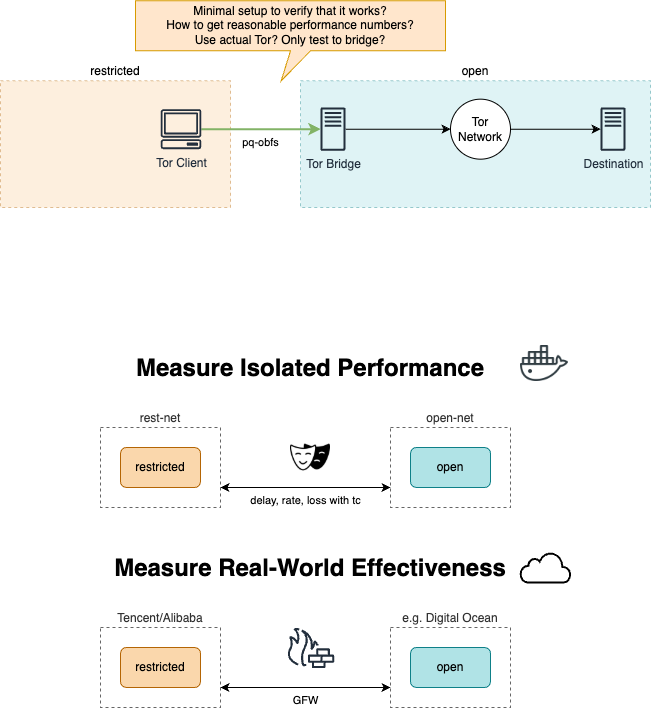 Minimal setup to verify that it works?
How to get reasonable performance numbers?
Use actual Tor? Only test to bridge?
restricted
open
Tor Client
pq-obfs
Tor Bridge
Tor
Network
Destination
Measure Isolated Performance
rest-net
open-net
restricted
open
delay, rate, loss with tc
Measure Real-World Effectiveness
Tencent/Alibaba
e.g. Digital Ocean
restricted
open
GFW